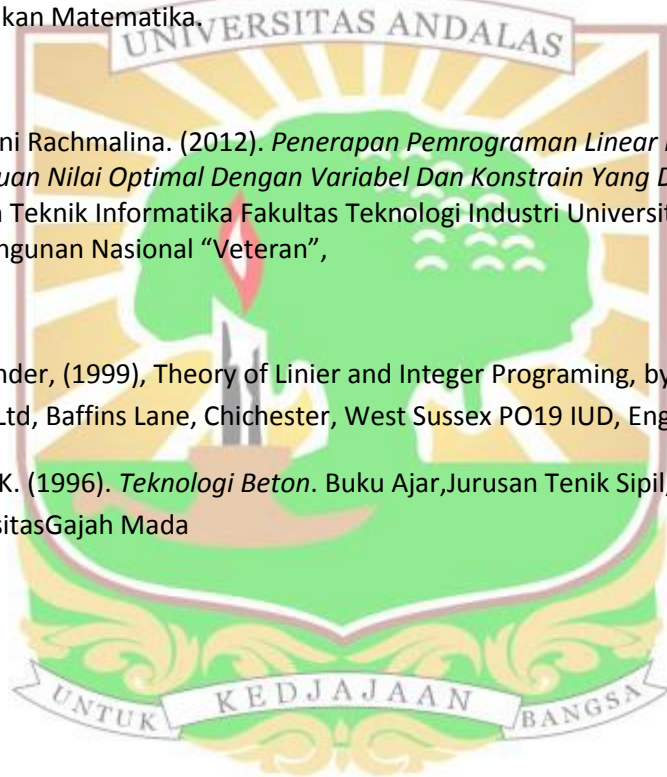 kan Matematika.
UNIVERSITAS ANDALAS
ni Rachmalina. (2012). Penerapan Pemrograman Linear
uan Nilai Optimal Dengan Variabel Dan Konstrain Yang D
Teknik Informatika Fakultas Teknologi Industri Universit
ngunan Nasional “Veteran”,
nder, (1999), Theory of Linier and Integer Programing, by
Ltd, Baffins Lane, Chichester, West Sussex PO19 IUD, Eng
K. (1996). Teknologi Beton. Buku Ajar,Jurusan Tenik Sipil,
sitasGajah Mada
UNTUK KEDJAJAAN BANGSA